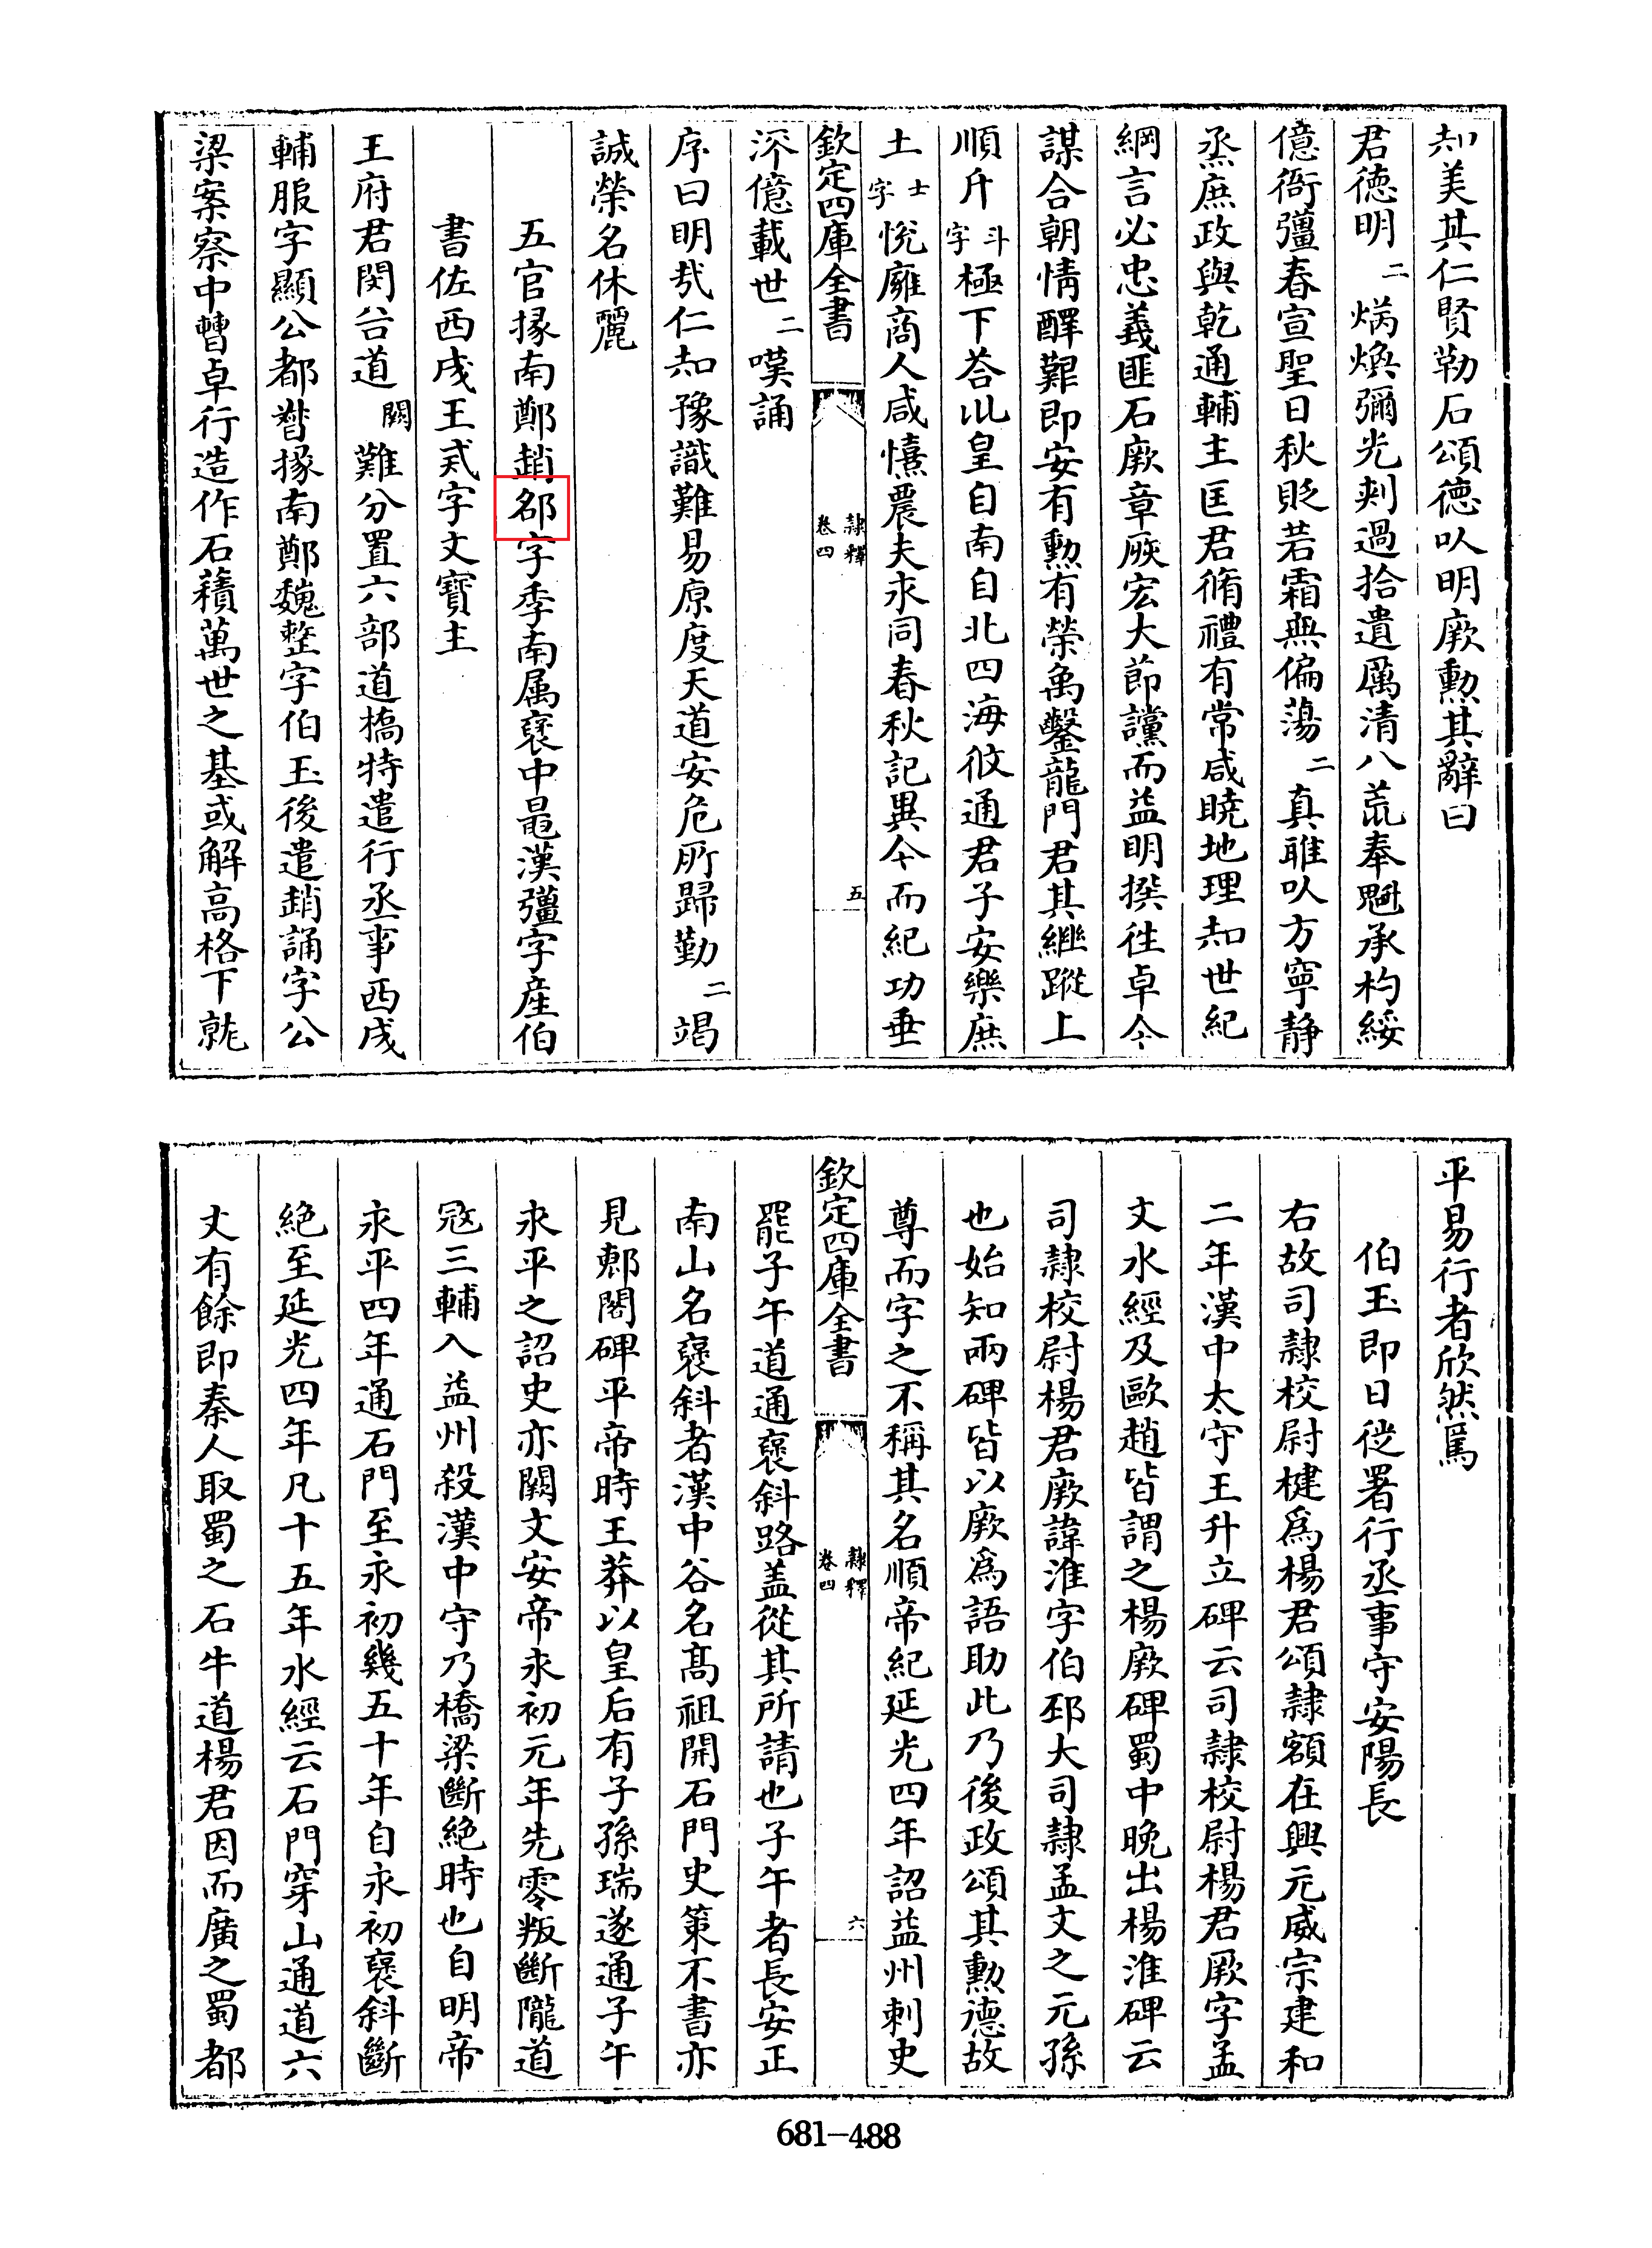 知美其仁賢勒石頌德以明厥勲其辭曰
君德明二㶽煥彌光刺過拾遺厲清八荒奉魁承杓綏
億衙彊春宣聖日秋貶若霜無偏蕩二真雅以方寧静
烝庶政與乾通輔主匡君脩禮有常咸曉地理知世紀
綱言必忠義匪石厥章厥宏大節讜而益明揆往卓今
謀合朝情醳艱即安有勲有榮禹鑿龍門君其繼蹤上
順斗字極下荅此皇自南自北四海攸通君子安樂庶
土士字悅廱商人咸憘農夫永同春秋記異今而紀功垂
欽定四庫全書
隸釋
卷四
五
深億載世二嘆誦
序曰明哉仁知豫識難易原度天道安危所歸勤二竭
誠榮名休麗
五官掾南鄭趙邵字季南属襃中鼂漢彊字産伯
書佐西戍王戒字文寶主
王府君閔谷道闕難分置六部道橋特遣行丞事西戍
輔服字顯公都督掾南鄭魏整字伯玉後遣趙誦字公
梁案察中曹卓行造作石積萬世之基或解高格下就
平易行者欣然焉
伯玉即日徙署行丞事守安陽長
右故司隸校尉楗為楊君頌隸額在興元威宗建和
二年漢中太守王升立碑云司隸校尉楊君厥字孟
文水經及歐趙皆謂之楊厥碑蜀中晚出楊淮碑云
司隸校尉楊君厥諱淮字伯邳大司隸孟文之元孫
也始知兩碑皆以厥為語助此乃後政頌其勲德故
尊而字之不稱其名順帝紀延光四年詔益州刺史
欽定四庫全書
隸釋
卷四
六
罷子午道通襃斜路盖從其所請也子午者長安正
南山名襃斜者漢中谷名髙祖開石門史策不書亦
見郙閣碑平帝時王莽以皇后有子孫瑞遂通子午
永平之詔史亦闕文安帝永初元年先零叛斷隴道
寇三輔入益州殺漢中守乃橋梁斷絶時也自明帝
永平四年通石門至永初幾五十年自永初襃斜斷
絶至延光四年凡十五年水經云石門穿山通道六
丈有餘即秦人取蜀之石牛道楊君因而廣之蜀都
681-488